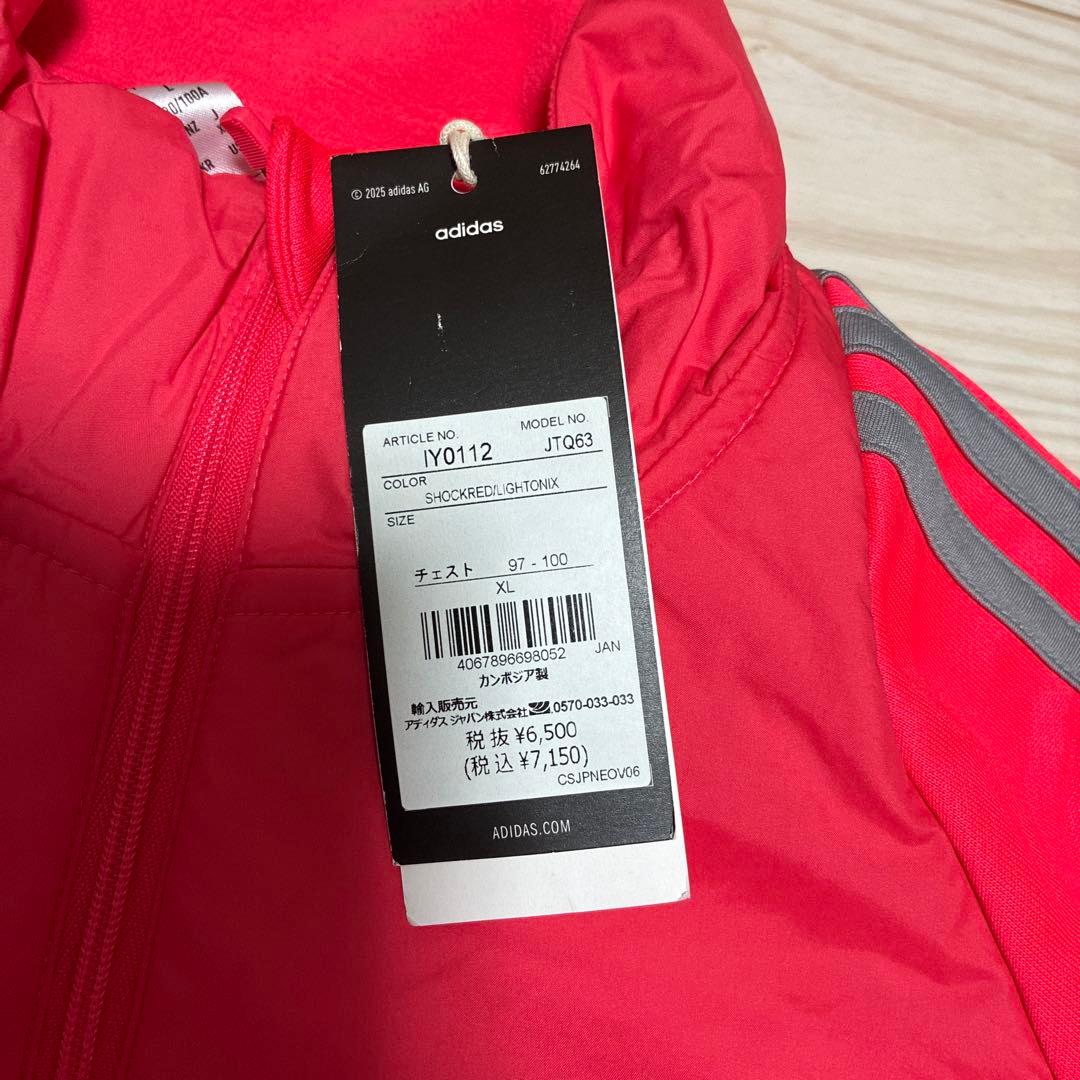 L
/100A
NZ J
KR U
© 2025 adidas AG
62774264
adidas
ARTICLE NO. MODEL NO.
IY0112 JTQ63
COLOR
SHOCKRED/LIGHTONIX
SIZE
チェスト 97 - 100
XL
4067896698052 JAN
カンボジア製
輸入販売元
アディダス ジャパン株式会社 0570-033-033
税抜 ¥6,500
(税込 ¥7,150)
CSJPNEOV06
ADIDAS.COM